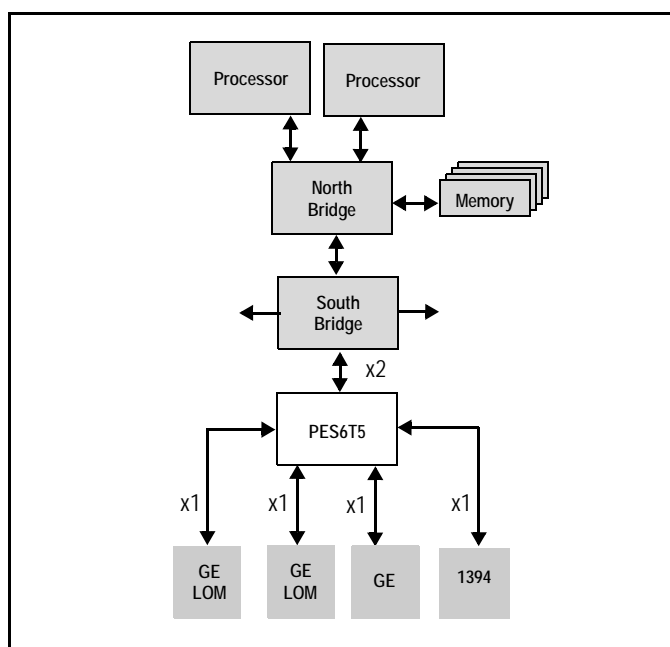 Processor
Processor
North
Bridge
Memory
South
Bridge
x2
PES6T5
x1
x1
x1
x1
GE
LOM
GE
LOM
GE
1394